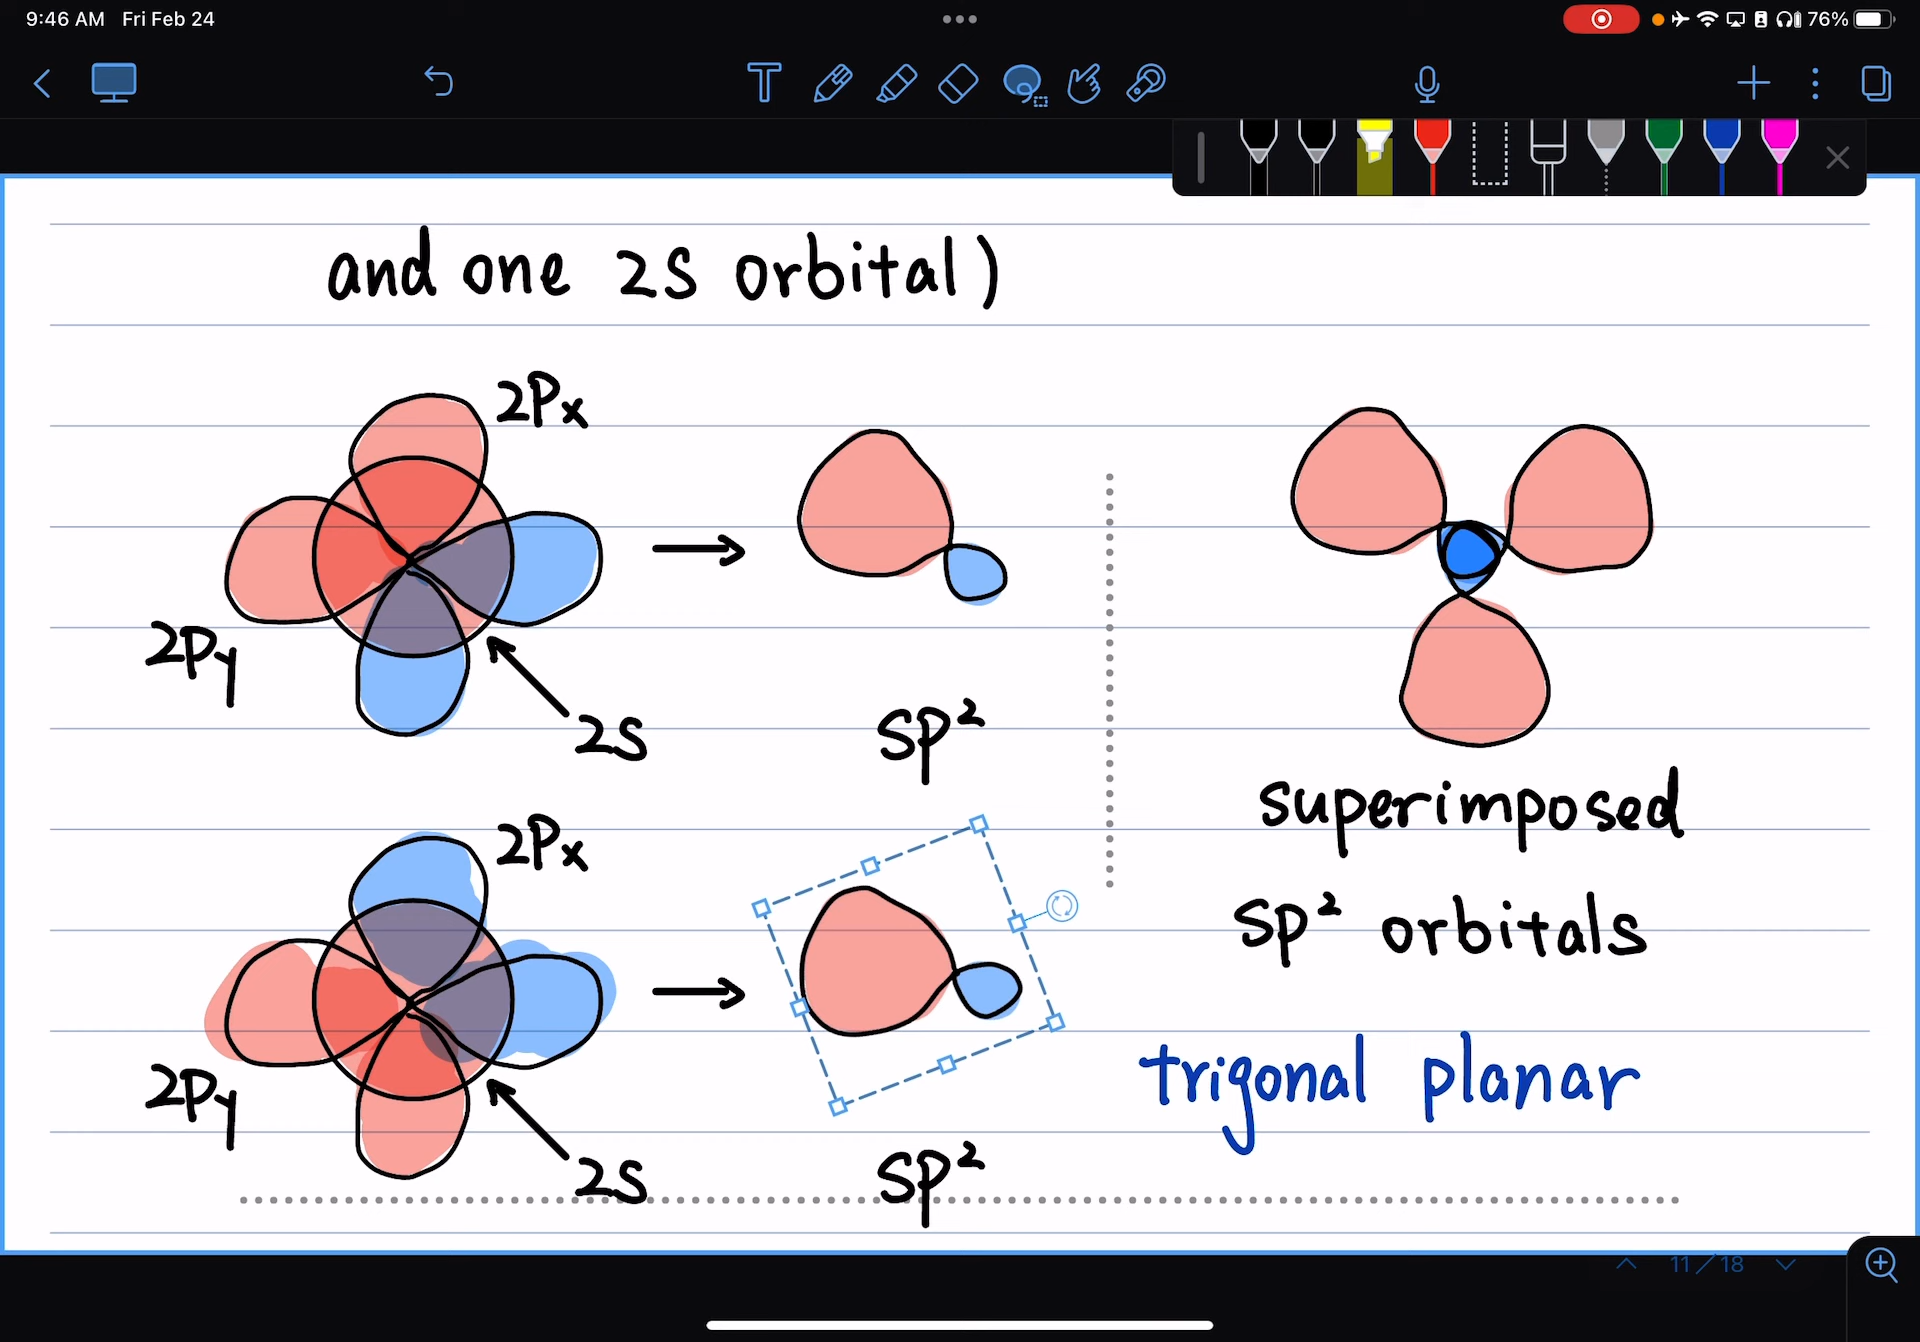 9:46 AM Fri Feb 24
76%
and one 2s orbital)
2Px
2Py
2s
sp²
superimposed
sp² orbitals
trigonal planar
2Px
2Py
2s
sp²
11/18